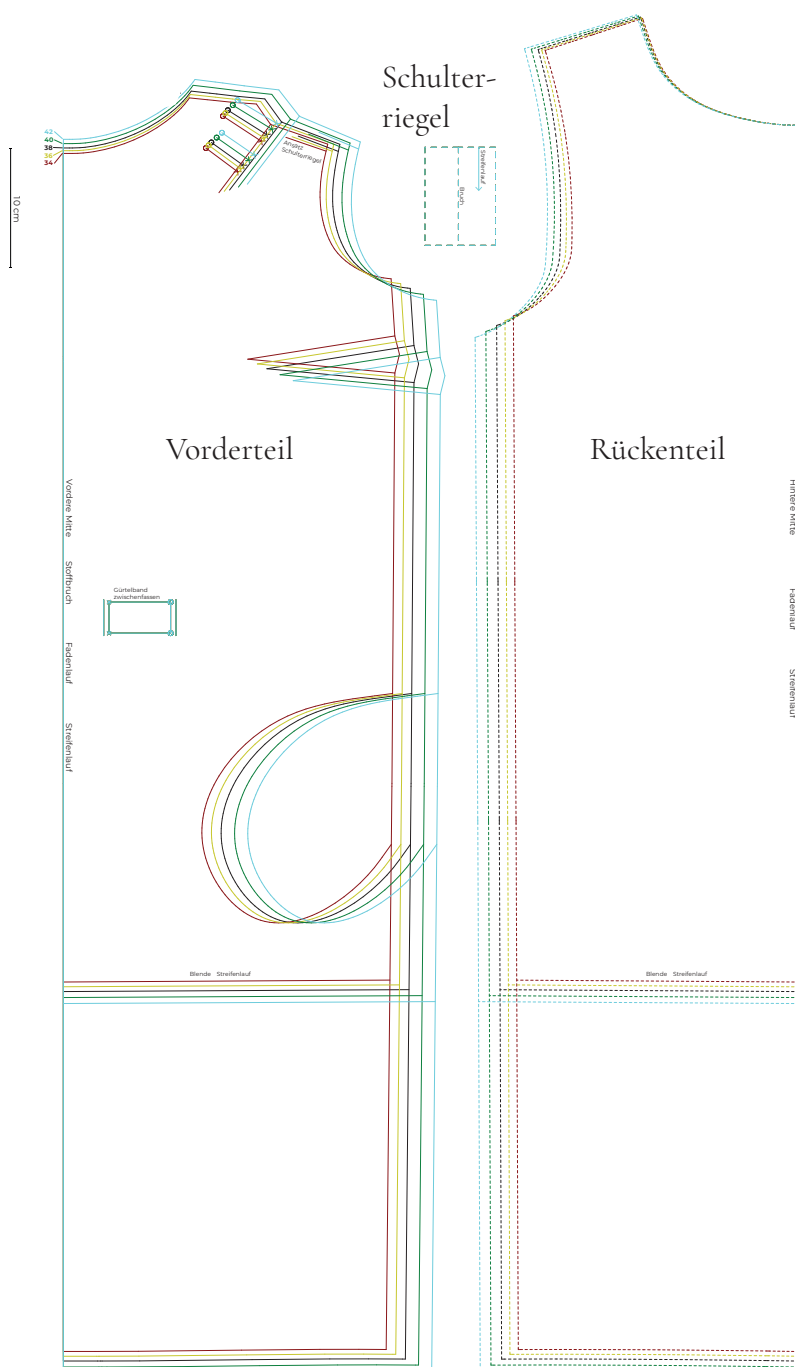 Schulter-
riegel
42
40
38
36
34
10 cm
Ansatz
Schulterriegel
Bruch
Streifenlauf
Vorderteil
Rückenteil
Vordere Mitte
Stoffbruch
Fadenlauf
Streifenlauf
Gürtelband
zwischenfassen
Hintere Mitte
Fadenlauf
Streifenlauf
Blende Streifenlauf
Blende Streifenlauf